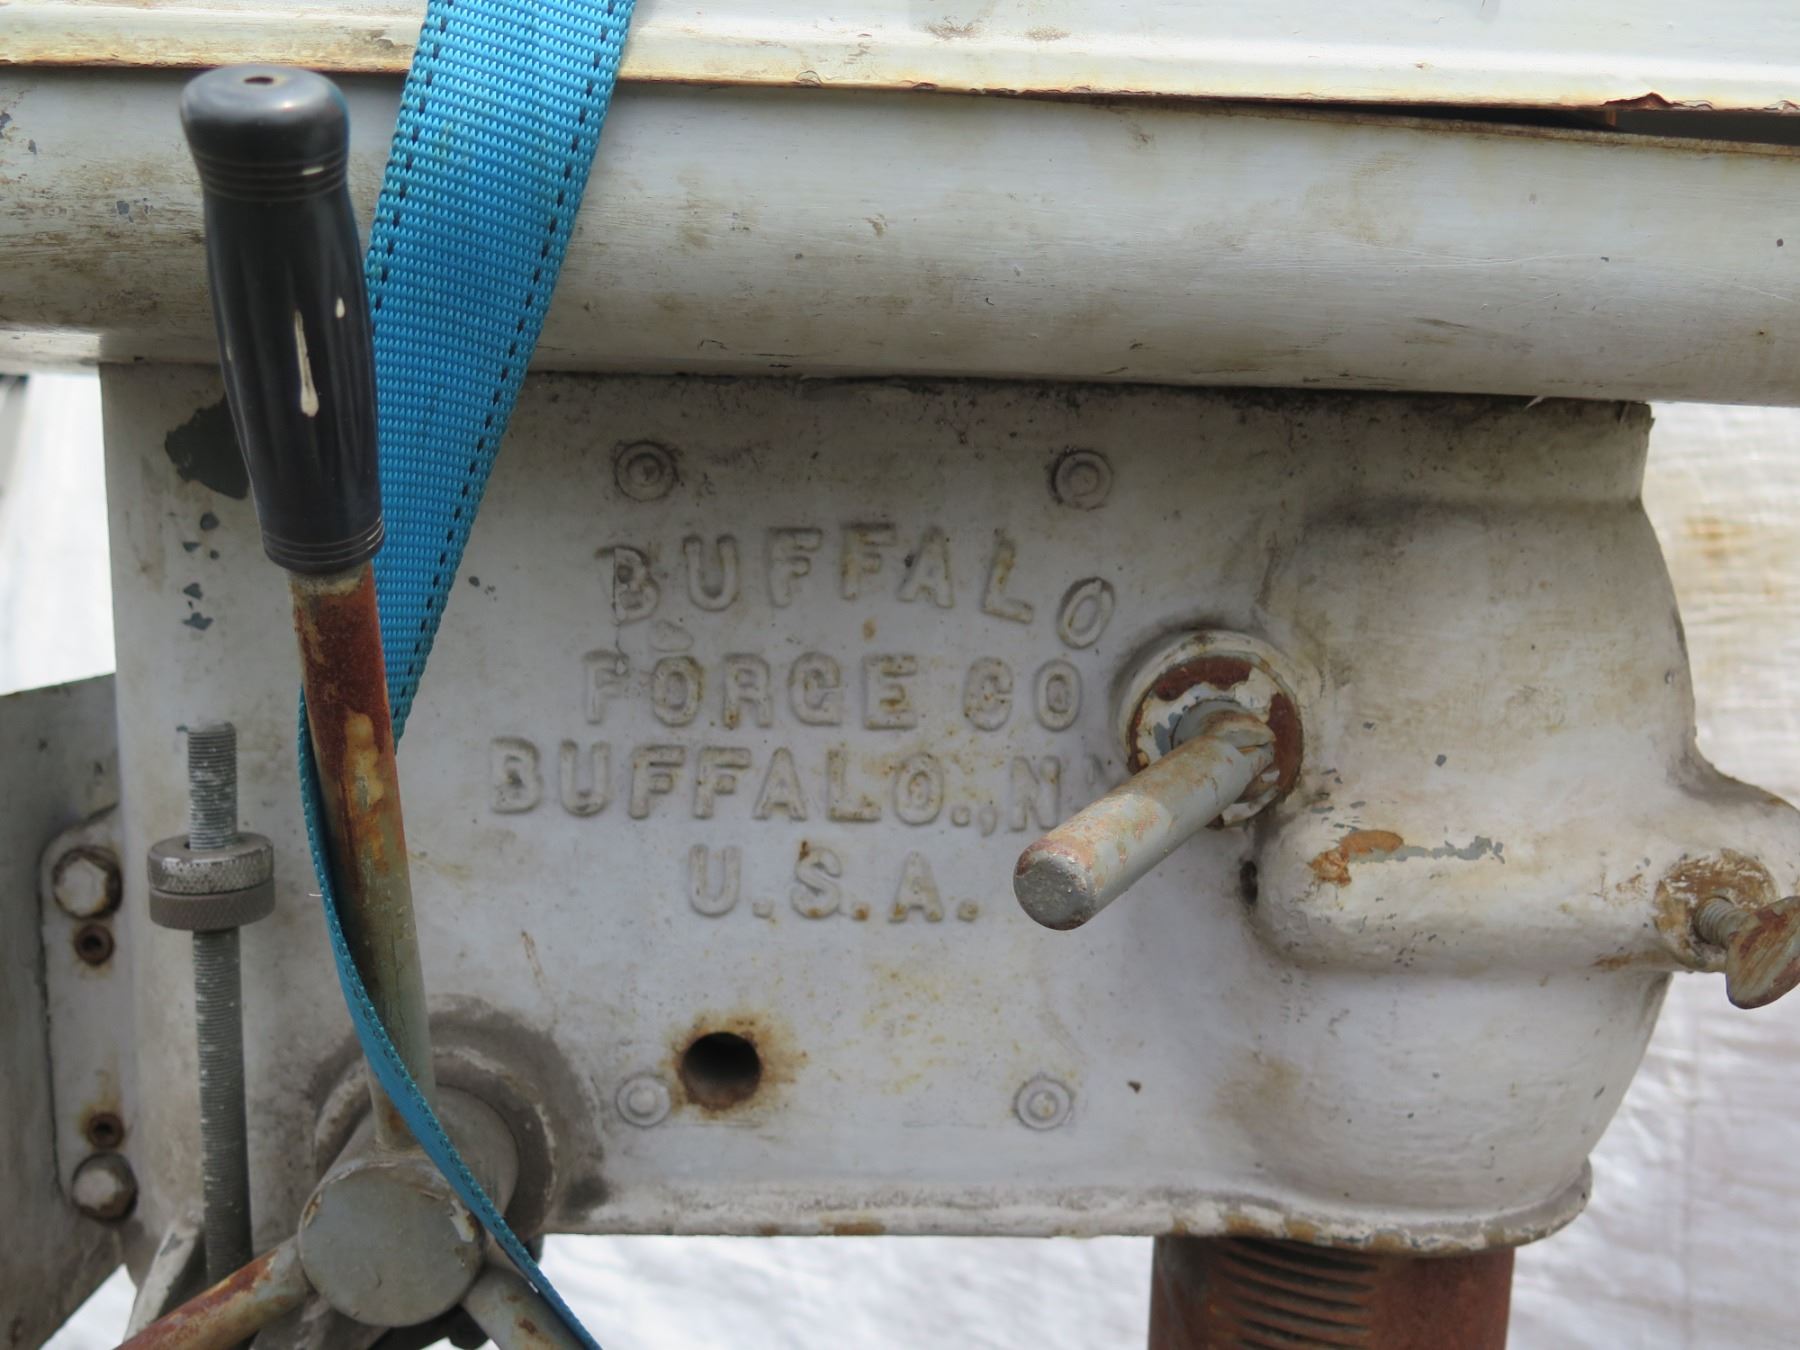 BUFFALO
FORGE CO
BUFFALO., N
U.S.A.